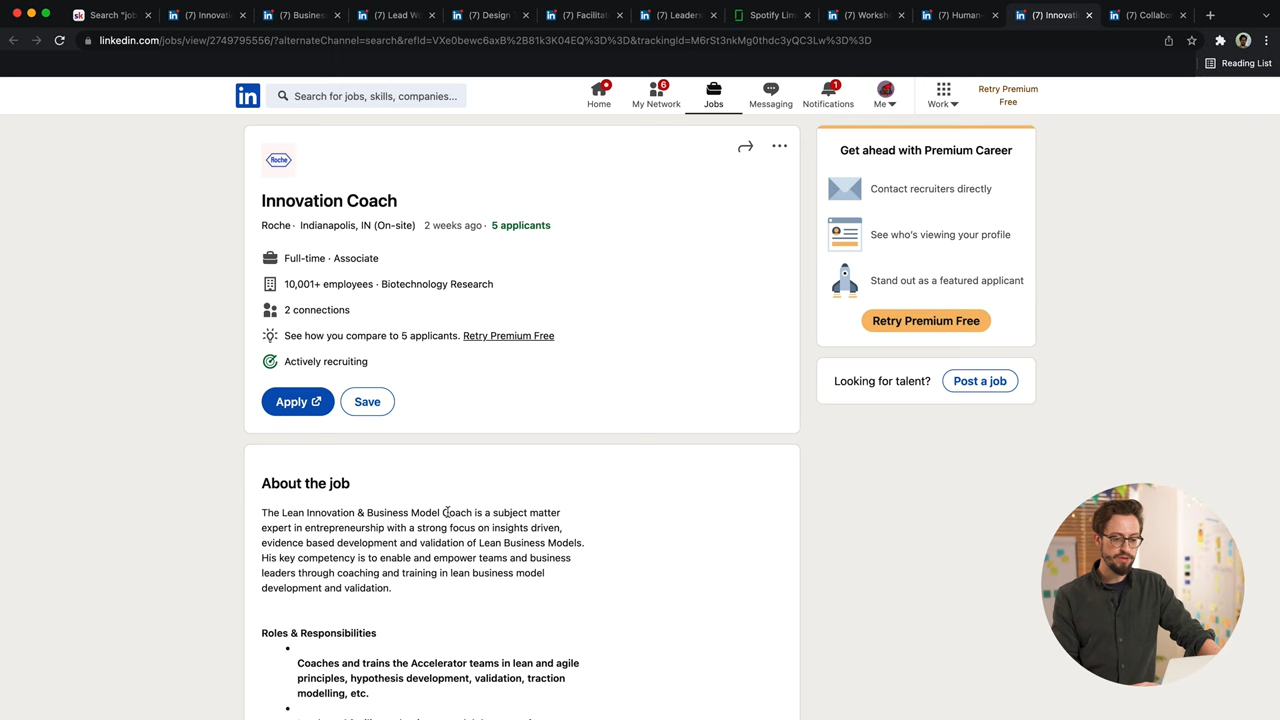 Search "job
(7) Innovati
(7) Busines
(7) Lead Wo
(7) Design
(7) Facilitat
(7) Leaders
Spotify Lim
(7) Worksh
(7) Human-
(7) Innovati
(7) Collabor
linkedin.com/jobs/view/2749795556/?alternateChannel=search&refId=VXe0bewc6axB%2B81k3K04EQ%3D%3D&trackingId=M6rSt3nkMg0thdc3yQC3Lw%3D%3D
Reading List
in
Search for jobs, skills, companies...
Home
6
My Network
Jobs
Messaging
1
Notifications
Me
Work
Retry Premium
Free
Roche
Innovation Coach
Roche · Indianapolis, IN (On-site) 2 weeks ago · 5 applicants
Full-time · Associate
10,001+ employees · Biotechnology Research
2 connections
See how you compare to 5 applicants. Retry Premium Free
Actively recruiting
Apply
Save
Get ahead with Premium Career
Contact recruiters directly
See who's viewing your profile
Stand out as a featured applicant
Retry Premium Free
Looking for talent?
Post a job
About the job
The Lean Innovation & Business Model Coach is a subject matter
expert in entrepreneurship with a strong focus on insights driven,
evidence based development and validation of Lean Business Models.
His key competency is to enable and empower teams and business
leaders through coaching and training in lean business model
development and validation.
Roles & Responsibilities
Coaches and trains the Accelerator teams in lean and agile
principles, hypothesis development, validation, traction
modelling, etc.